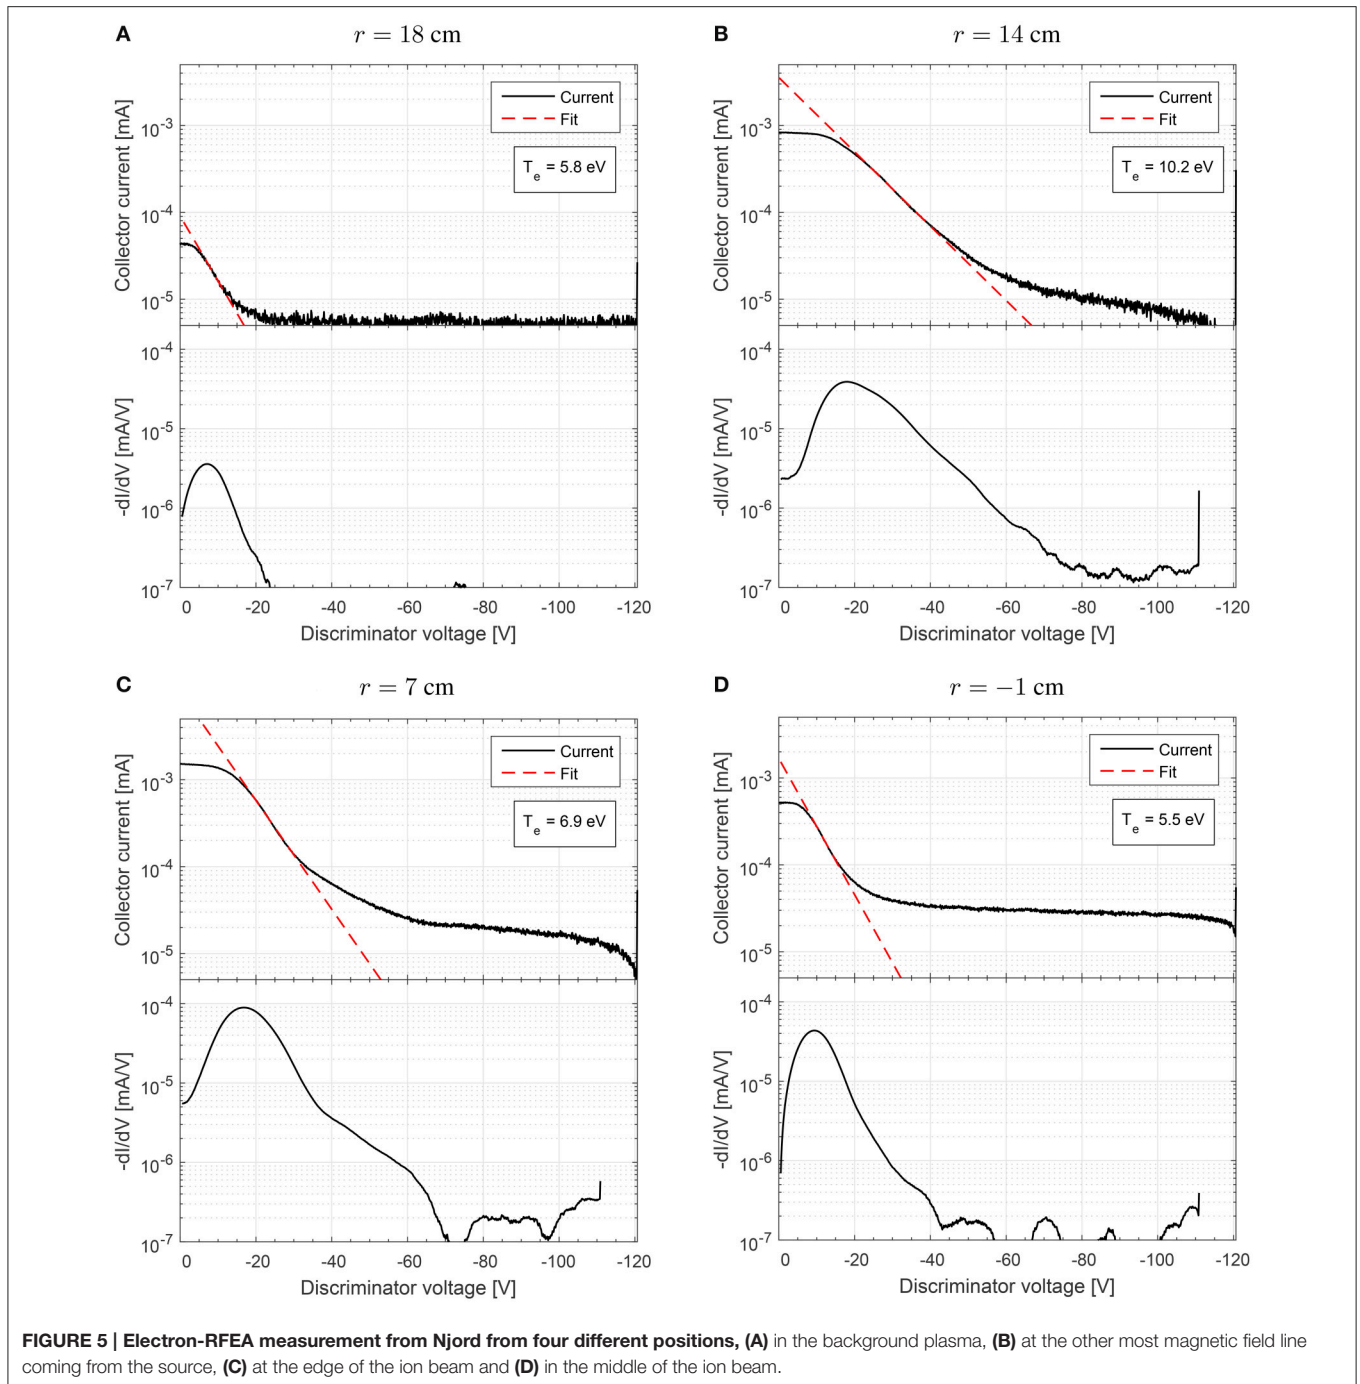 A
r = 18 cm
Collector current [mA]
10⁻³
10⁻⁴
10⁻⁵
Current
Fit
Tₑ = 5.8 eV
-dI/dV [mA/V]
10⁻⁴
10⁻⁵
10⁻⁶
10⁻⁷
0 -20 -40 -60 -80 -100 -120
Discriminator voltage [V]
B
r = 14 cm
Collector current [mA]
10⁻³
10⁻⁴
10⁻⁵
Current
Fit
Tₑ = 10.2 eV
-dI/dV [mA/V]
10⁻⁴
10⁻⁵
10⁻⁶
10⁻⁷
0 -20 -40 -60 -80 -100 -120
Discriminator voltage [V]
C
r = 7 cm
Collector current [mA]
10⁻³
10⁻⁴
10⁻⁵
Current
Fit
Tₑ = 6.9 eV
-dI/dV [mA/V]
10⁻⁴
10⁻⁵
10⁻⁶
10⁻⁷
0 -20 -40 -60 -80 -100 -120
Discriminator voltage [V]
D
r = −1 cm
Collector current [mA]
10⁻³
10⁻⁴
10⁻⁵
Current
Fit
Tₑ = 5.5 eV
-dI/dV [mA/V]
10⁻⁴
10⁻⁵
10⁻⁶
10⁻⁷
0 -20 -40 -60 -80 -100 -120
Discriminator voltage [V]
FIGURE 5 | Electron-RFEA measurement from Njord from four different positions, (A) in the background plasma, (B) at the other most magnetic field line
coming from the source, (C) at the edge of the ion beam and (D) in the middle of the ion beam.